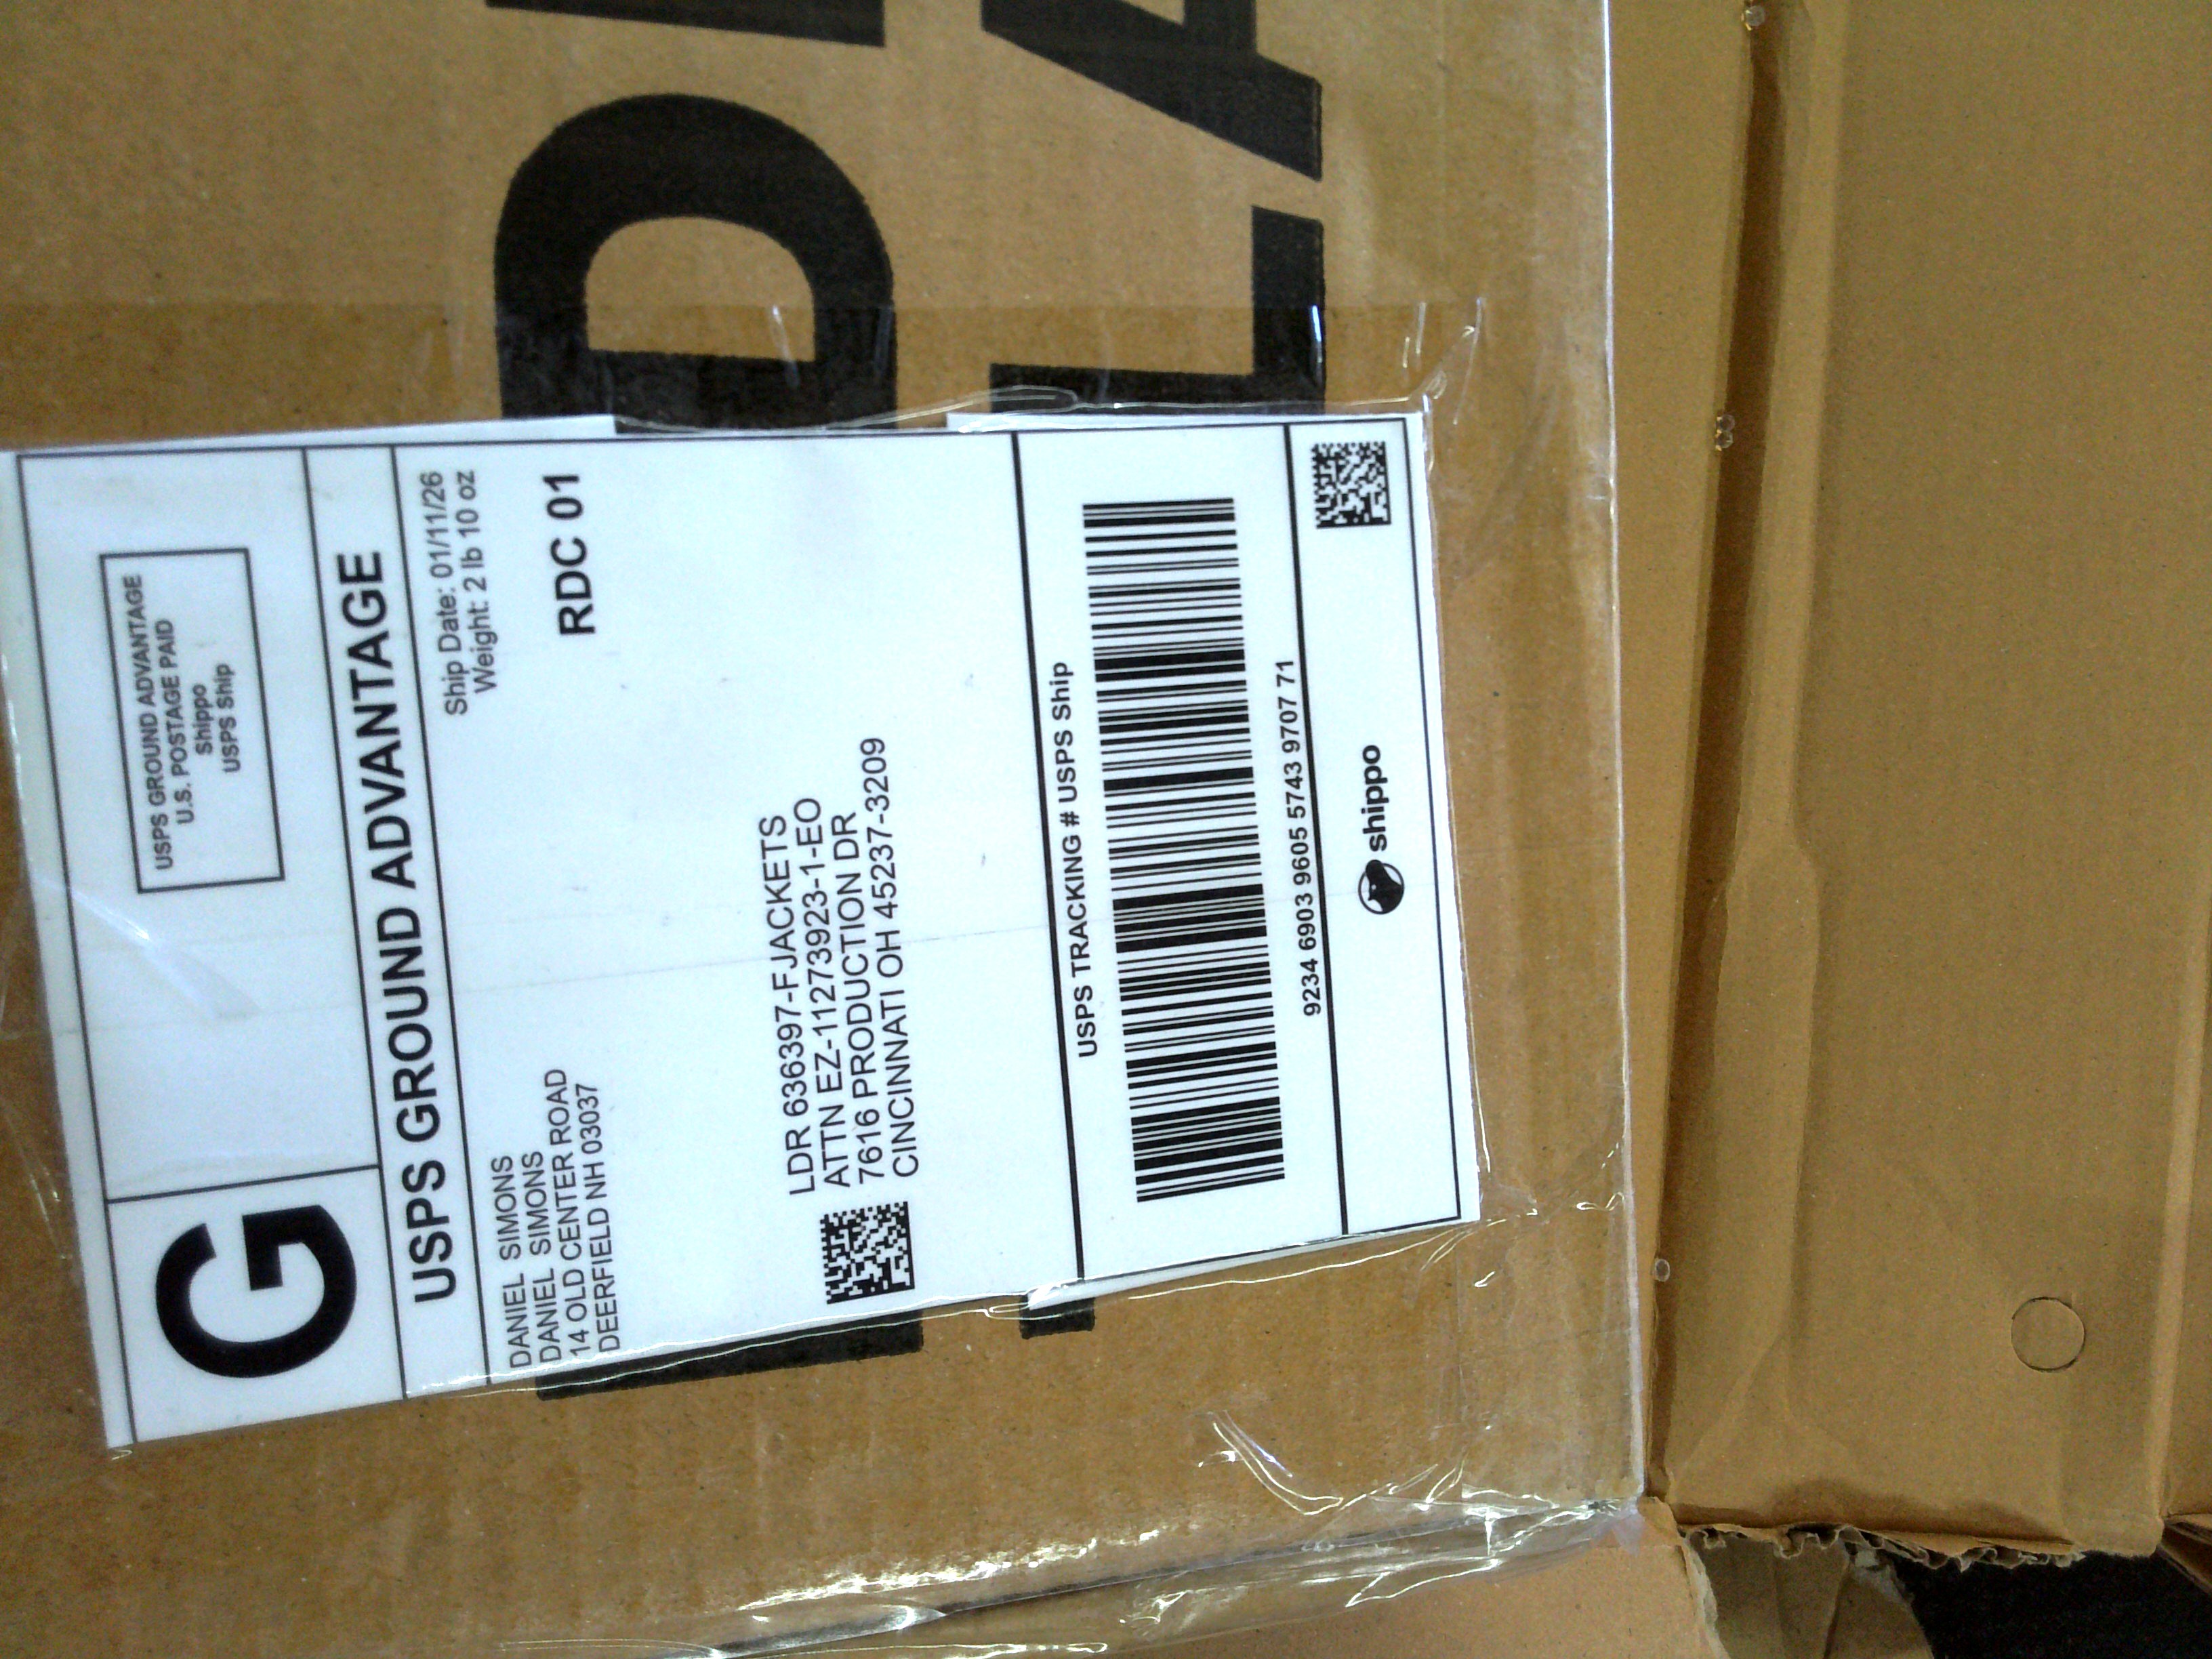 G
USPS GROUND ADVANTAGE
U.S. POSTAGE PAID
Shippo
USPS Ship
USPS GROUND ADVANTAGE
DANIEL SIMONS
DANIEL SIMONS
14 OLD CENTER ROAD
DEERFIELD NH 03037
Ship Date: 01/11/26
Weight: 2 lb 10 oz
RDC 01
LDR 636397-FJACKETS
ATTN EZ-11273923-1-EO
7616 PRODUCTION DR
CINCINNATI OH 45237-3209
USPS TRACKING # USPS Ship
9234 6903 9605 5743 9707 71
shippo